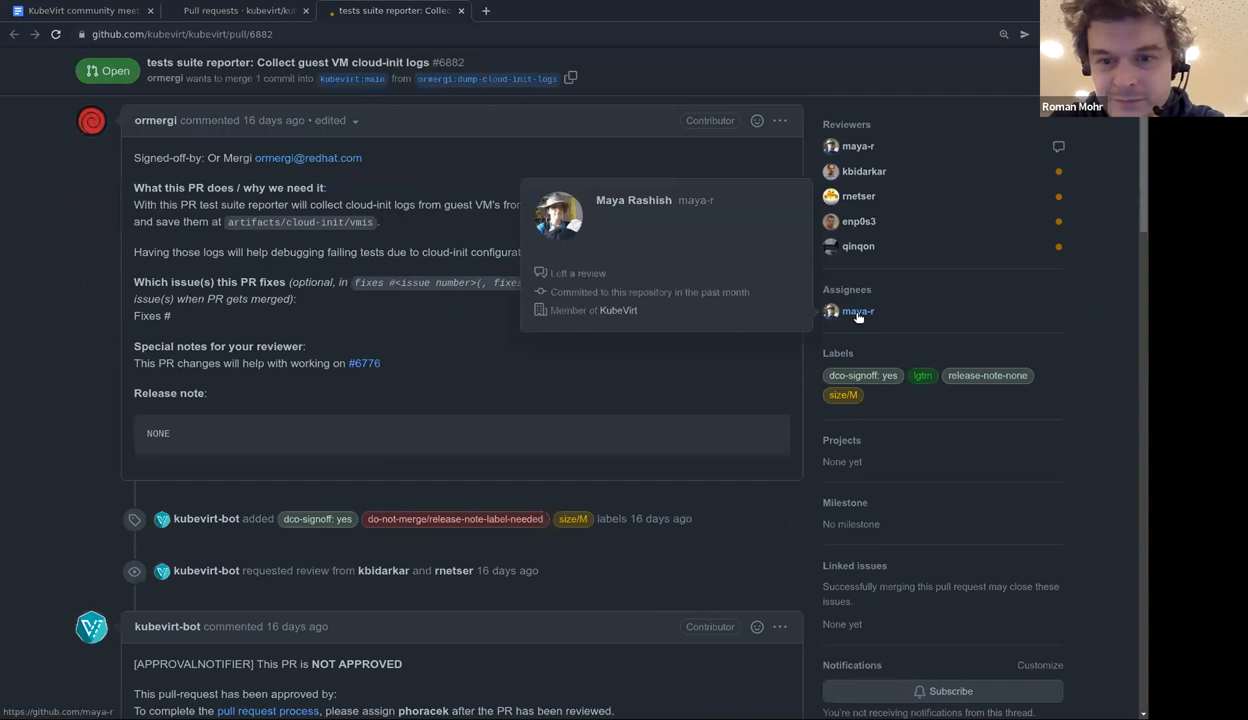 KubeVirt community meet
Pull requests · kubevirt/kub
tests suite reporter: Collec
github.com/kubevirt/kubevirt/pull/6882
Open
tests suite reporter: Collect guest VM cloud-init logs #6882
ormergi wants to merge 1 commit into kubevirt:main from ormergi:dump-cloud-init-logs
Roman Mohr
ormergi commented 16 days ago • edited
Contributor
Signed-off-by: Or Mergi ormergi@redhat.com
What this PR does / why we need it:
With this PR test suite reporter will collect cloud-init logs from guest VM's fro
and save them at artifacts/cloud-init/vmis.
Having those logs will help debugging failing tests due to cloud-init configurat
Which issue(s) this PR fixes (optional, in fixes #<issue number>(, fixes
issue(s) when PR gets merged):
Fixes #
Special notes for your reviewer:
This PR changes will help with working on #6776
Release note:
NONE
Maya Rashish maya-r
Left a review
Committed to this repository in the past month
Member of KubeVirt
Reviewers
maya-r
kbidarkar
rnetser
enp0s3
qinqon
Assignees
maya-r
Labels
dco-signoff: yes lgtm release-note-none
size/M
Projects
None yet
Milestone
No milestone
Linked issues
Successfully merging this pull request may close these
issues.
None yet
Notifications Customize
Subscribe
You're not receiving notifications from this thread.
kubevirt-bot added dco-signoff: yes do-not-merge/release-note-label-needed size/M labels 16 days ago
kubevirt-bot requested review from kbidarkar and rnetser 16 days ago
kubevirt-bot commented 16 days ago
Contributor
[APPROVALNOTIFIER] This PR is NOT APPROVED
This pull-request has been approved by:
To complete the pull request process, please assign phoracek after the PR has been reviewed.
https://github.com/maya-r